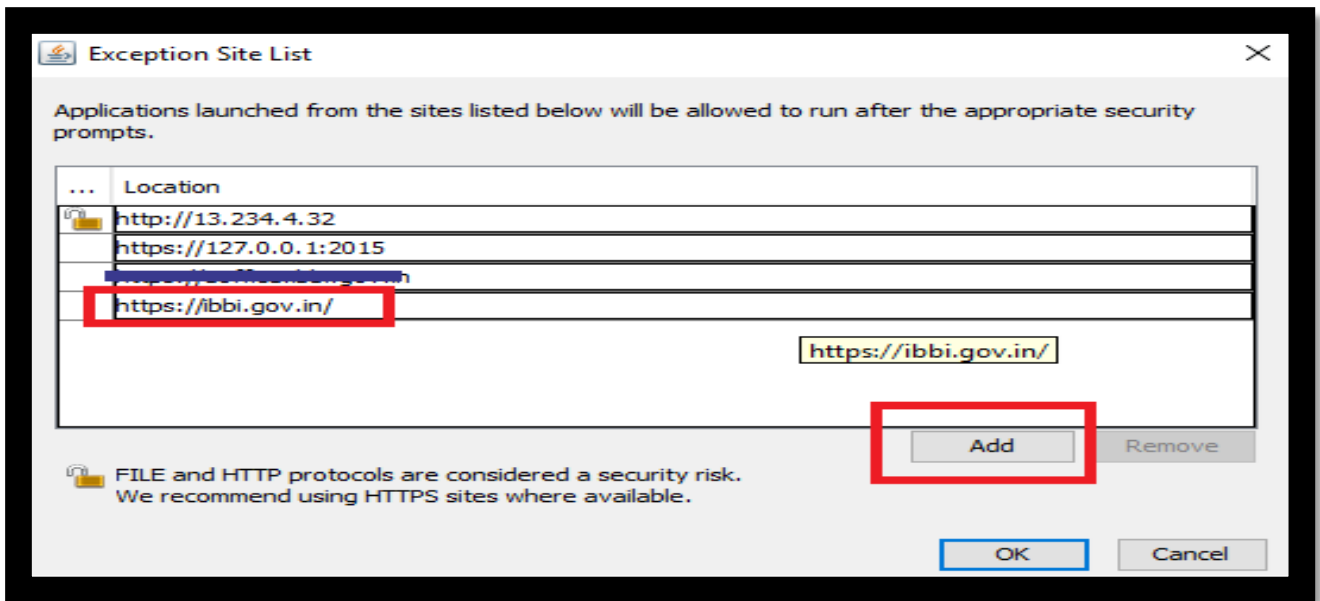 Exception Site List
Applications launched from the sites listed below will be allowed to run after the appropriate security
prompts.
... Location
http://13.234.4.32
https://127.0.0.1:2015
https://ibbi.gov.in/
https://ibbi.gov.in/
Add Remove
FILE and HTTP protocols are considered a security risk.
We recommend using HTTPS sites where available.
OK Cancel